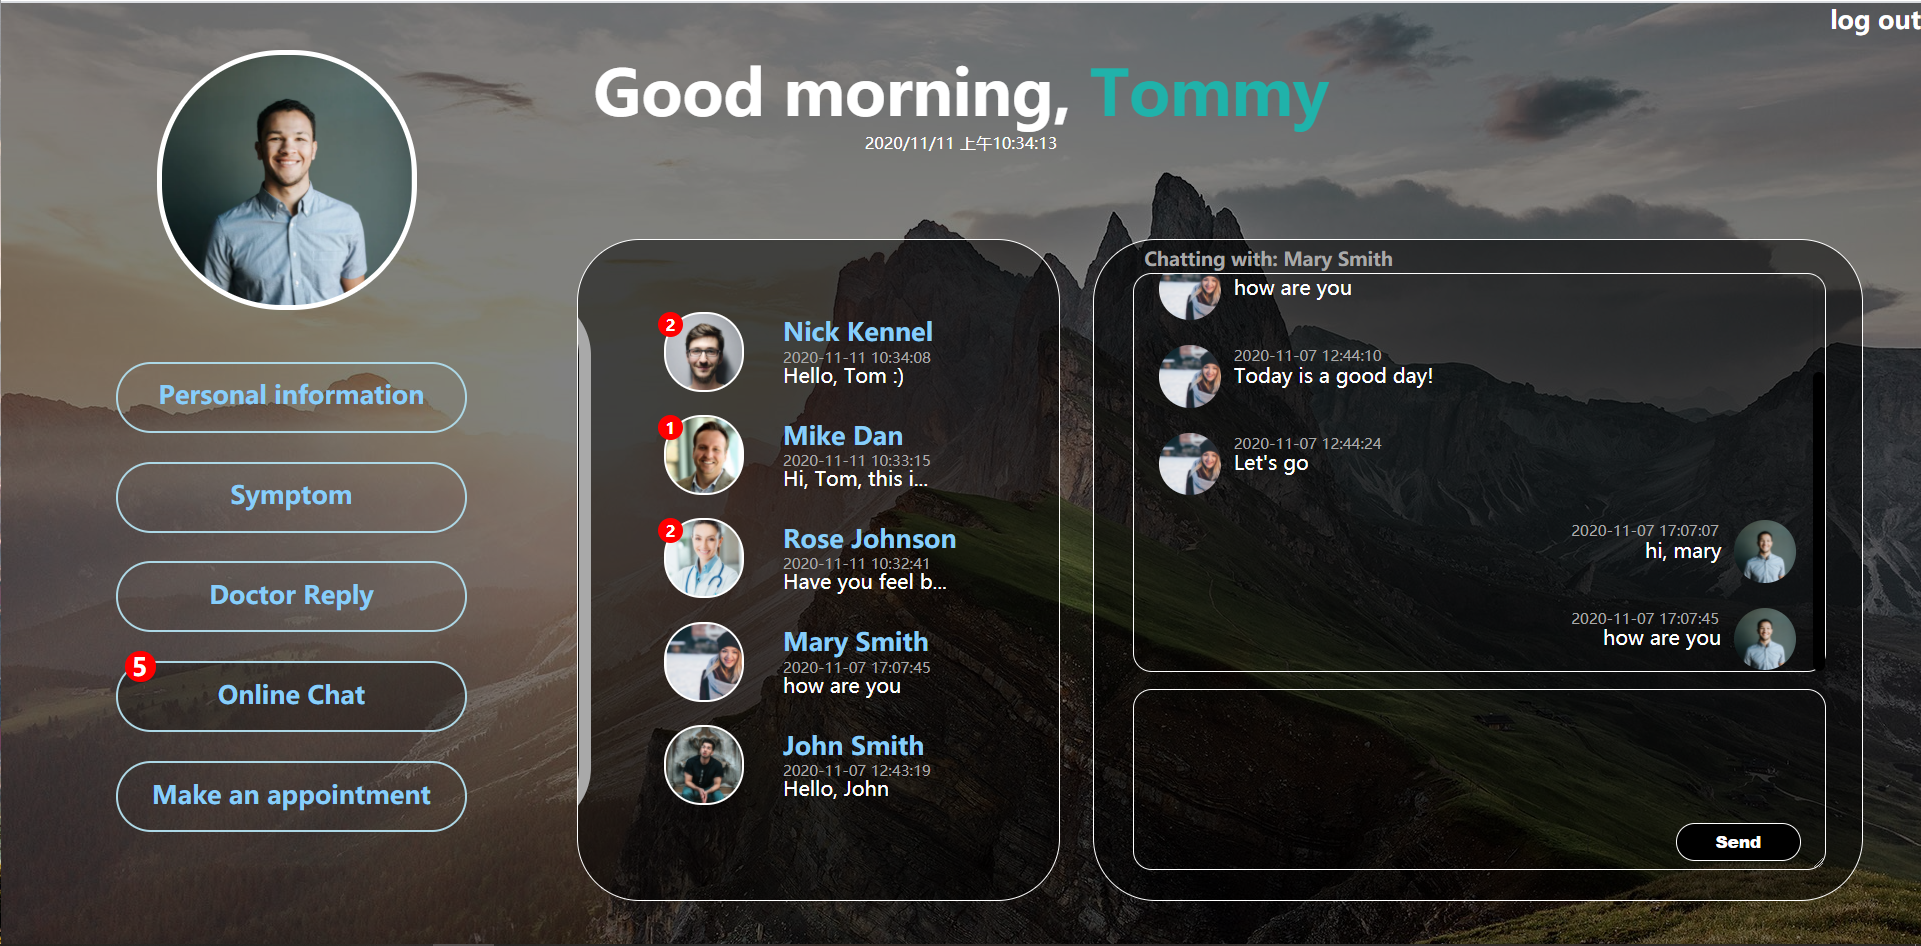 log out
Good morning, Tommy
2020/11/11 上午10:34:13
Personal information
Symptom
Doctor Reply
5
Online Chat
Make an appointment
2
Nick Kennel
2020-11-11 10:34:08
Hello, Tom :)
1
Mike Dan
2020-11-11 10:33:15
Hi, Tom, this i...
2
Rose Johnson
2020-11-11 10:32:41
Have you feel b...
Mary Smith
2020-11-07 17:07:45
how are you
John Smith
2020-11-07 12:43:19
Hello, John
Chatting with: Mary Smith
how are you
2020-11-07 12:44:10
Today is a good day!
2020-11-07 12:44:24
Let's go
2020-11-07 17:07:07
hi, mary
2020-11-07 17:07:45
how are you
Send